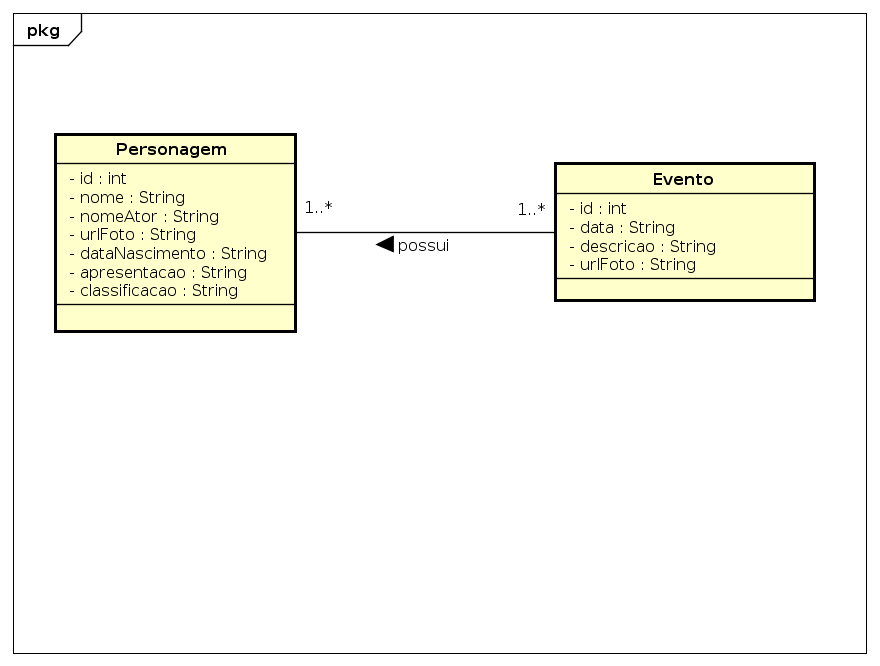 pkg
Personagem
- id : int
- nome : String
- nomeAtor : String
- urlFoto : String
- dataNascimento : String
- apresentacao : String
- classificacao : String
1..*
1..*
possui
Evento
- id : int
- data : String
- descricao : String
- urlFoto : String